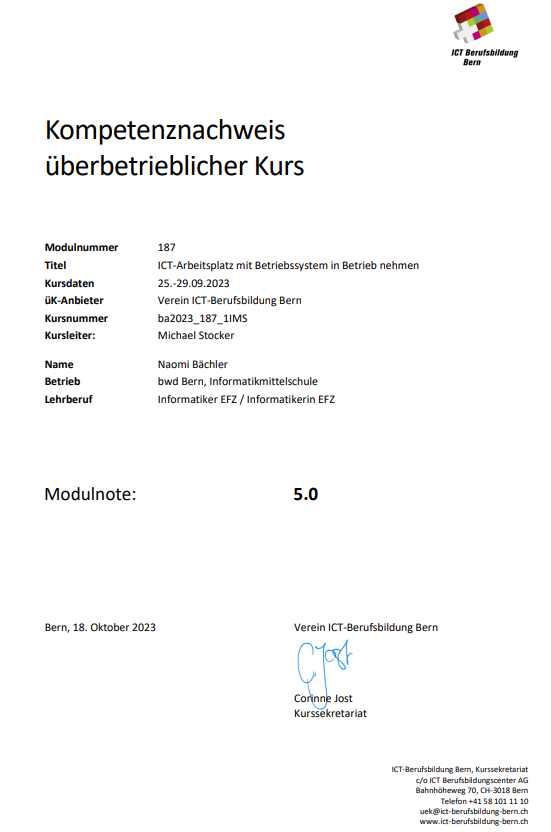 ICT Berufsbildung
Bern
Kompetenznachweis
überbetrieblicher Kurs
Modulnummer 187
Titel ICT-Arbeitsplatz mit Betriebssystem in Betrieb nehmen
Kursdaten 25.-29.09.2023
üK-Anbieter Verein ICT-Berufsbildung Bern
Kursnummer ba2023_187_1IMS
Kursleiter: Michael Stocker
Name Naomi Bächler
Betrieb bwd Bern, Informatikmittelschule
Lehrberuf Informatiker EFZ / Informatikerin EFZ
Modulnote: 5.0
Bern, 18. Oktober 2023 Verein ICT-Berufsbildung Bern
C. Jost
Corinne Jost
Kurssekretariat
ICT-Berufsbildung Bern, Kurssekretariat
c/o ICT Berufsbildungscenter AG
Bahnhöheweg 70, CH-3018 Bern
Telefon +41 58 101 11 10
uek@ict-berufsbildung-bern.ch
www.ict-berufsbildung-bern.ch